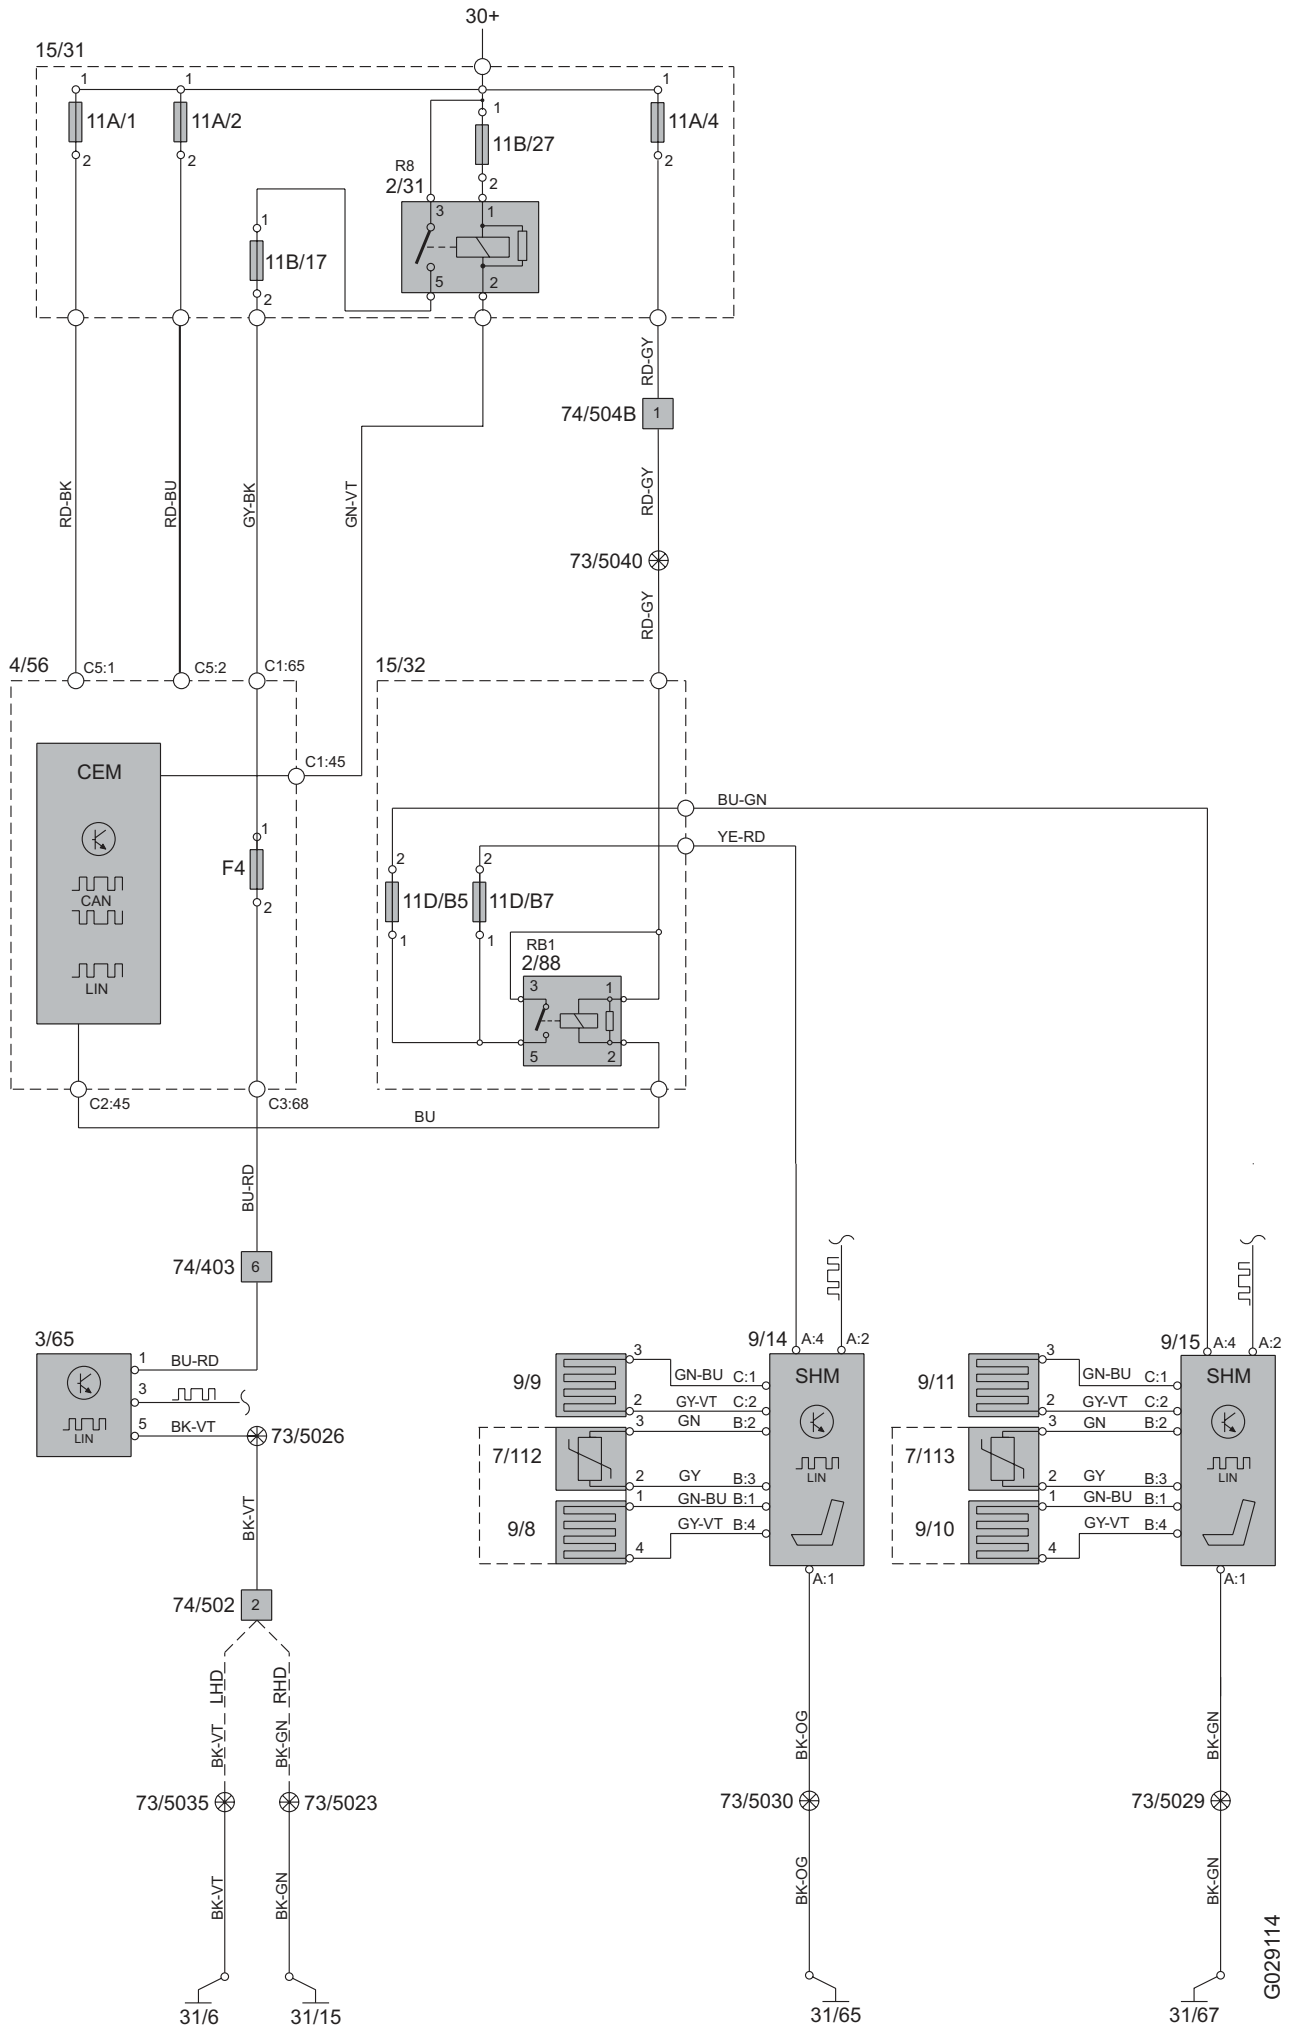 30+
15/31
1
1
1
11A/1
11A/2
1
11A/4
11B/27
2
2
2
R8
2
2/31
3
1
1
11B/17
5
2
2
RD-GY
74/504B
1
RD-BK
RD-BU
GY-BK
GN-VT
RD-GY
73/5040
RD-GY
4/56
C5:1
C5:2
C1:65
15/32
CEM
C1:45
BU-GN
1
YE-RD
F4
2
2
CAN
11D/B5
11D/B7
2
1
1
RB1
2/88
LIN
3
1
5
2
C2:45
C3:68
BU
BU-RD
74/403
6
3/65
9/14
A:4
A:2
9/15
A:4
A:2
1
BU-RD
3
GN-BU
C:1
SHM
3
GN-BU
C:1
SHM
9/9
9/11
3
2
GY-VT
C:2
2
GY-VT
C:2
5
BK-VT
73/5026
3
GN
B:2
3
GN
B:2
LIN
7/112
7/113
2
GY
B:3
LIN
2
GY
B:3
LIN
1
GN-BU
B:1
1
GN-BU
B:1
BK-VT
9/8
GY-VT
B:4
9/10
GY-VT
B:4
4
4
A:1
A:1
74/502
2
LHD
RHD
BK-VT
BK-GN
BK-OG
BK-GN
73/5035
73/5023
73/5030
73/5029
BK-VT
BK-GN
BK-OG
BK-GN
G029114
31/6
31/15
31/65
31/67